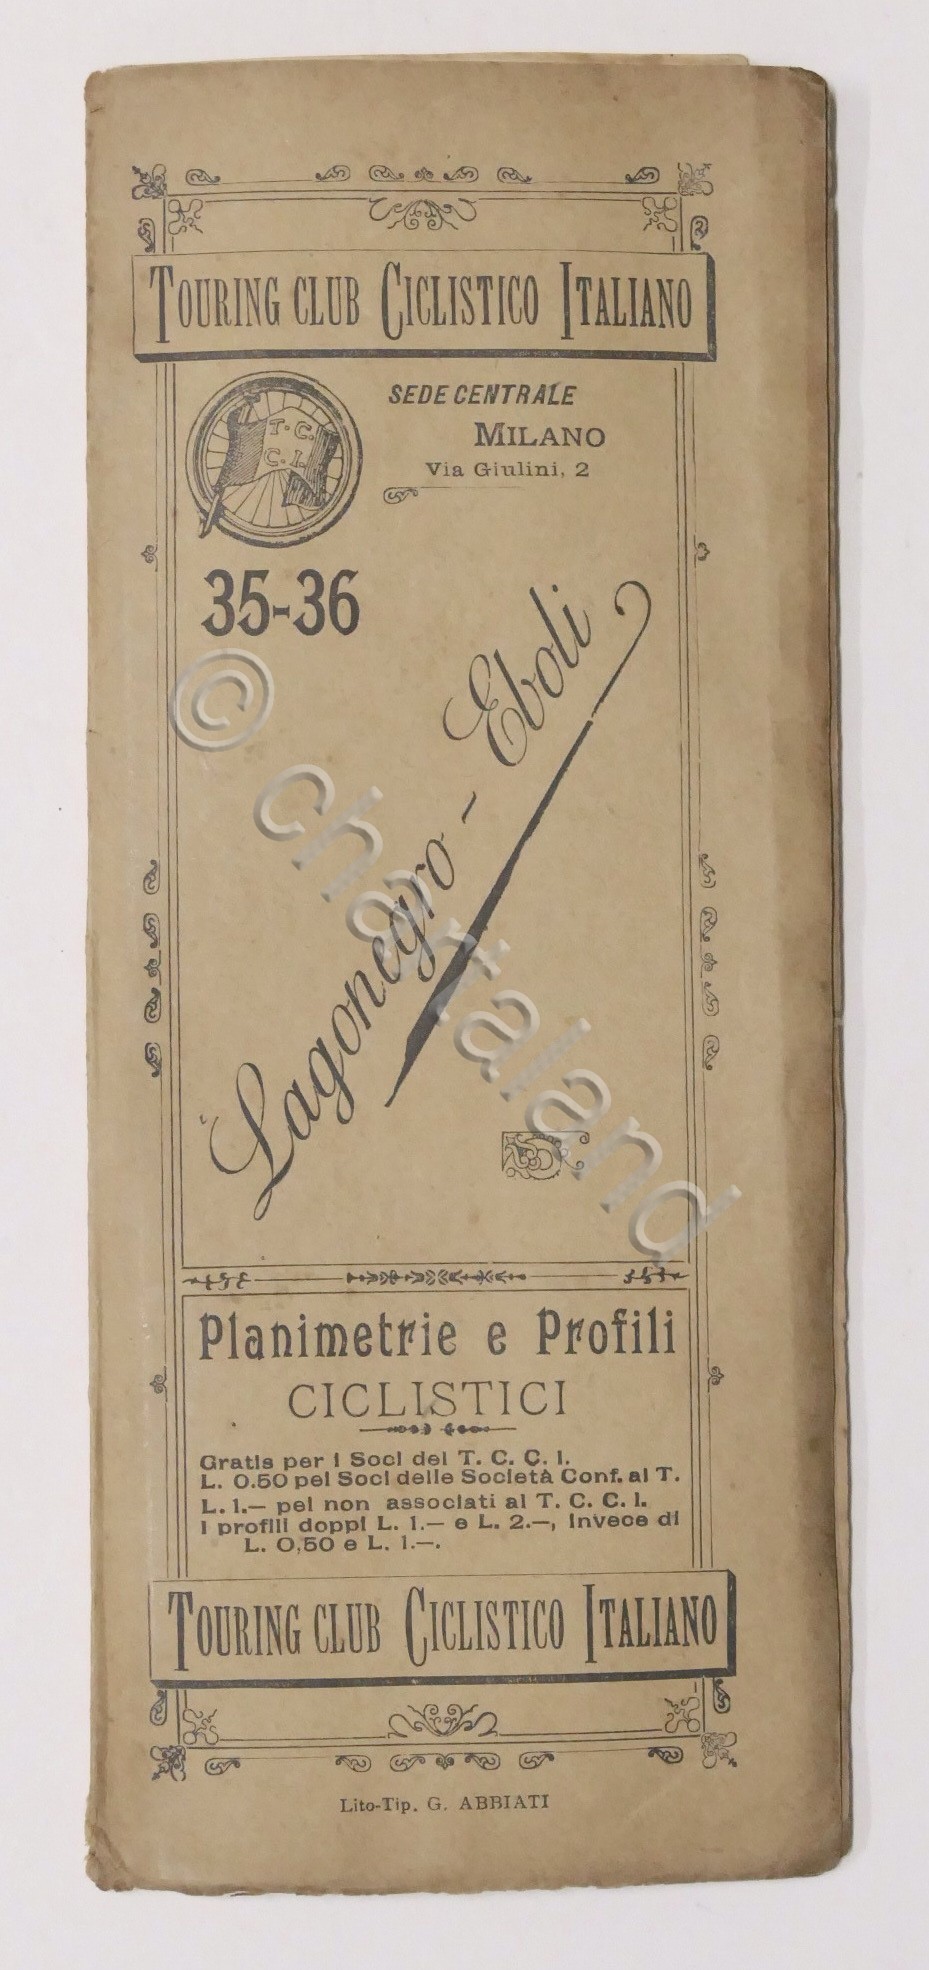 TOURING CLUB CICLISTICO ITALIANO
T. C.
C. I.
SEDE CENTRALE
MILANO
Via Giulini, 2
35-36
Lagonegro - Eboli
© chartaland
Planimetrie e Profili
CICLISTICI
Gratis per i Soci del T. C. C. I.
L. 0.50 pei Soci delle Società Conf. al T.
L. 1.— pei non associati al T. C. C. I.
I profili doppi L. 1.— e L. 2.—, invece di
L. 0,50 e L. 1.—.
TOURING CLUB CICLISTICO ITALIANO
Lito-Tip. G. ABBIATI